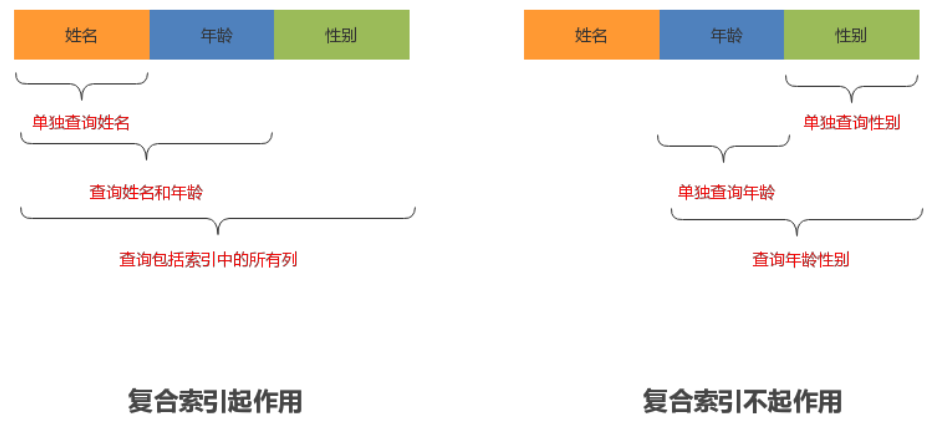 姓名 年龄 性别
单独查询姓名
查询姓名和年龄
查询包括索引中的所有列
复合索引起作用
姓名 年龄 性别
单独查询性别
单独查询年龄
查询年龄性别
复合索引不起作用